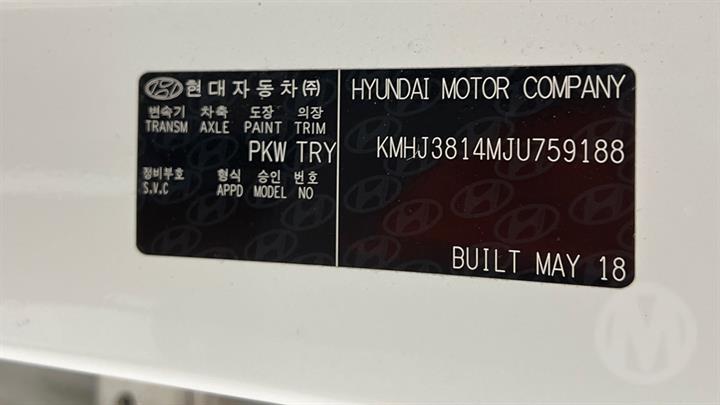 현대자동차㈜
변속기 차축 도장 의장
TRANSM AXLE PAINT TRIM
PKW TRY
정비부호 형식 승인 번호
S.V.C APPD MODEL NO
HYUNDAI MOTOR COMPANY
KMHJ3814MJU759188
BUILT MAY 18
M